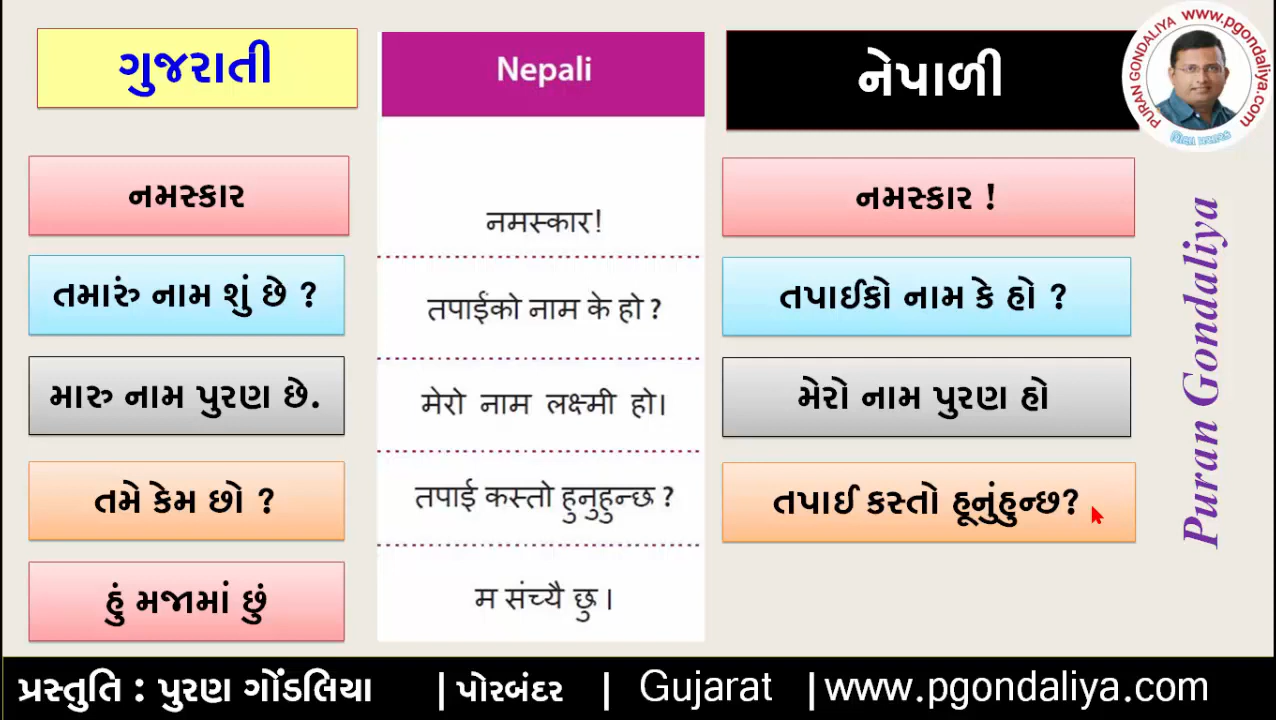 ગુજરાતી
Nepali
નેપાળી
PURAN GONDALIYA www.pgondaliya.com
નમસ્કાર
नमस्कार!
નમસ્કાર !
તમારું નામ શું છે ?
तपाईंको नाम के हो ?
તપાઈકો નામ કે હો ?
મારુ નામ પુરણ છે.
मेरो नाम लक्ष्मी हो।
મેરો નામ પુરણ હો
તમે કેમ છો ?
तपाई कस्तो हुनुहुन्छ ?
તપાઈ કસ્તો હૂનુંહુન્છ?
હું મજામાં છું
म संच्यै छु ।
Puran Gondaliya
પ્રસ્તુતિ : પુરણ ગોંડલિયા | પોરબંદર | Gujarat | www.pgondaliya.com